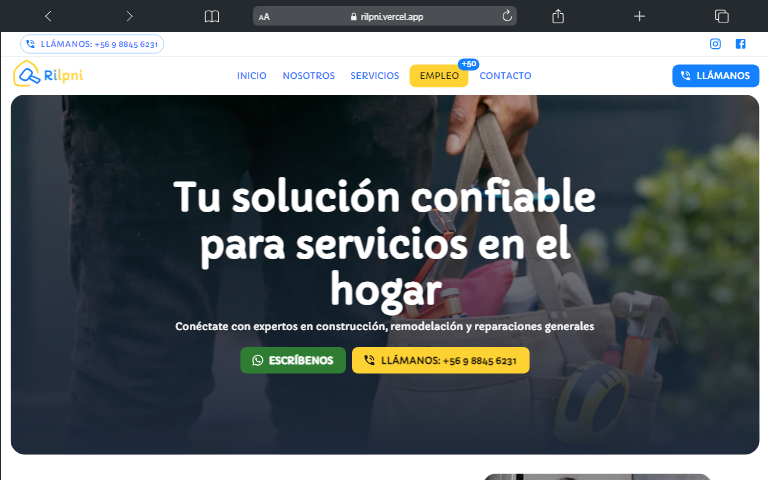 AA rilpni.vercel.app
LLÁMANOS: +56 9 8845 6231
Rilpni
INICIO NOSOTROS SERVICIOS EMPLEO +50 CONTACTO LLÁMANOS
Tu solución confiable
para servicios en el
hogar
Conéctate con expertos en construcción, remodelación y reparaciones generales
ESCRÍBENOS LLÁMANOS: +56 9 8845 6231